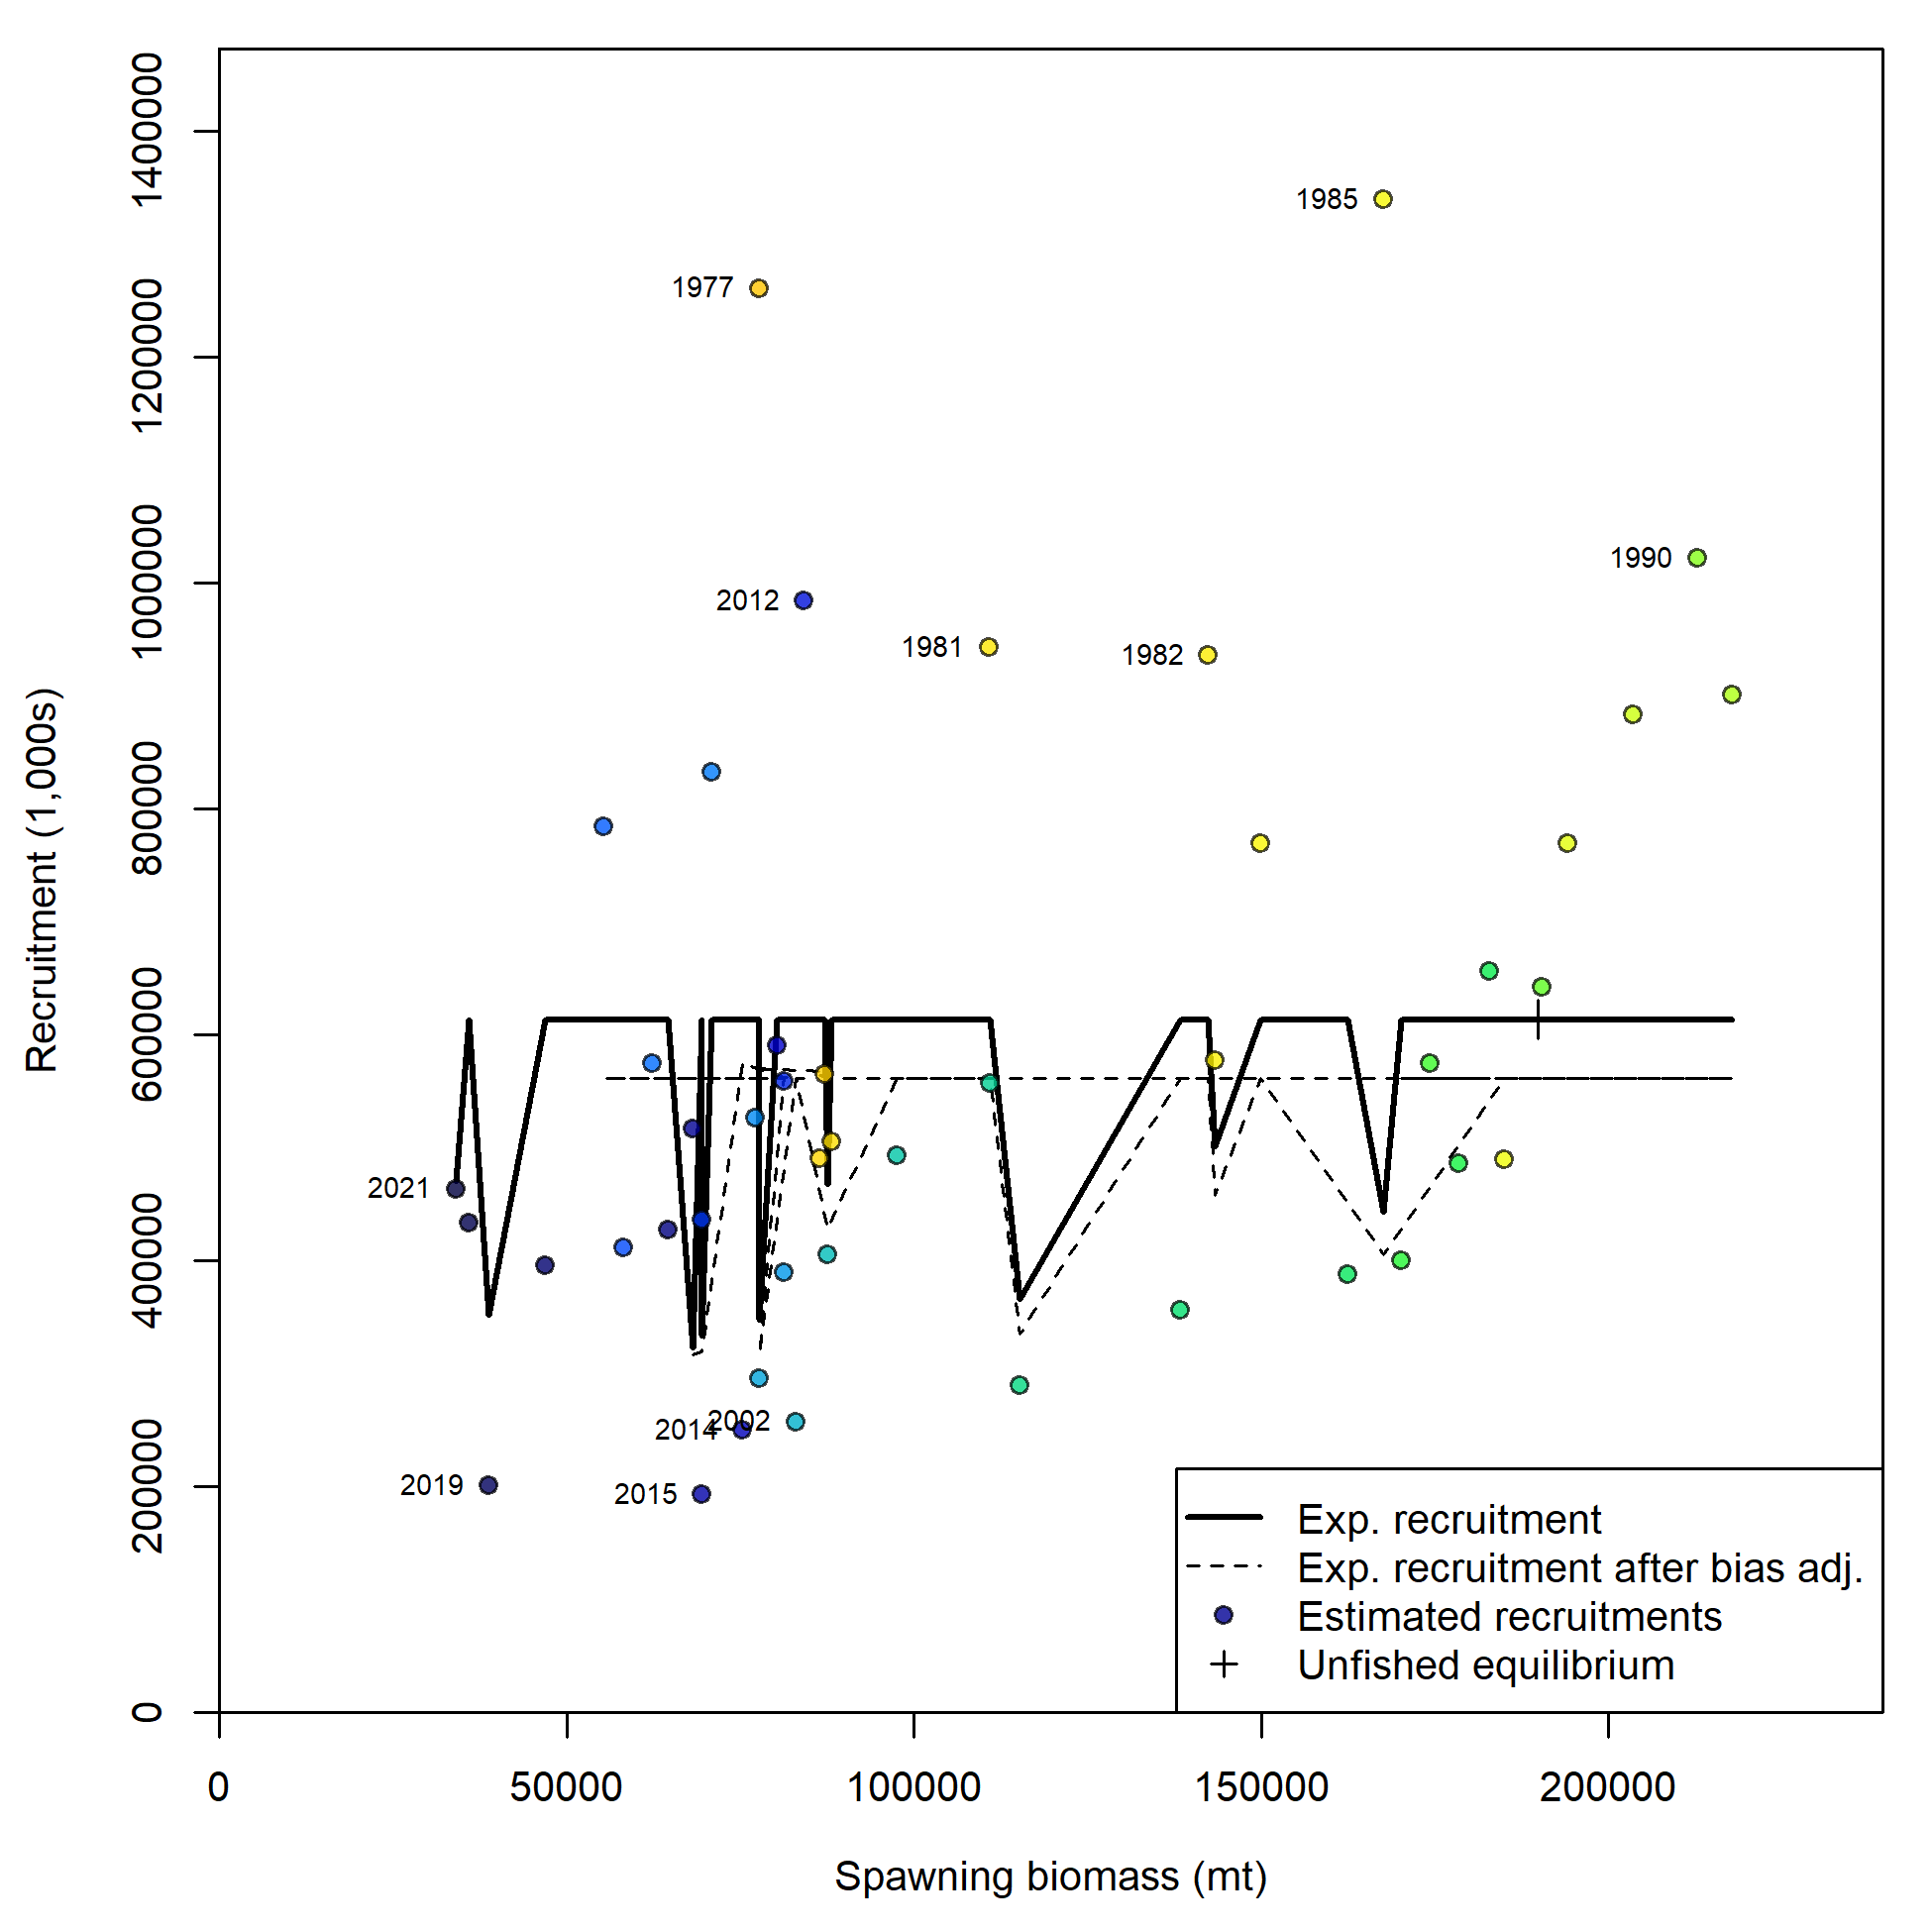 1985
1977
1990
2012
1981
1982
2021
2002
2014
2019
2015
Recruitment (1,000s)
1400000
1200000
1000000
800000
600000
400000
200000
0
Exp. recruitment
Exp. recruitment after bias adj.
Estimated recruitments
Unfished equilibrium
0 50000 100000 150000 200000
Spawning biomass (mt)